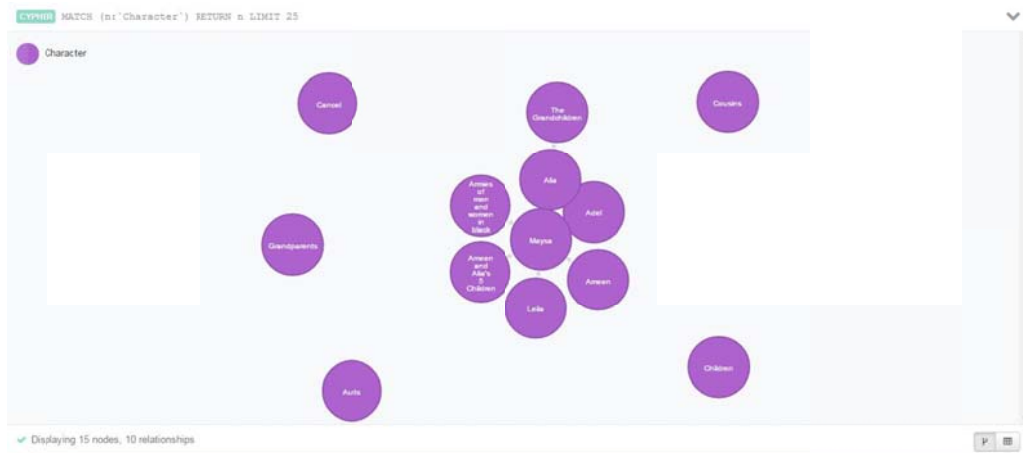 CYPHER MATCH (n:`Character`) RETURN n LIMIT 25
Character
Camel
The
Grandchildren
Cousins
Alia
Armies
of
men
and
women
in
black
Adel
Maysa
Grandparents
Ameen
and
Alia's
5
Children
Ameen
Leila
Children
Aunts
Displaying 15 nodes, 10 relationships